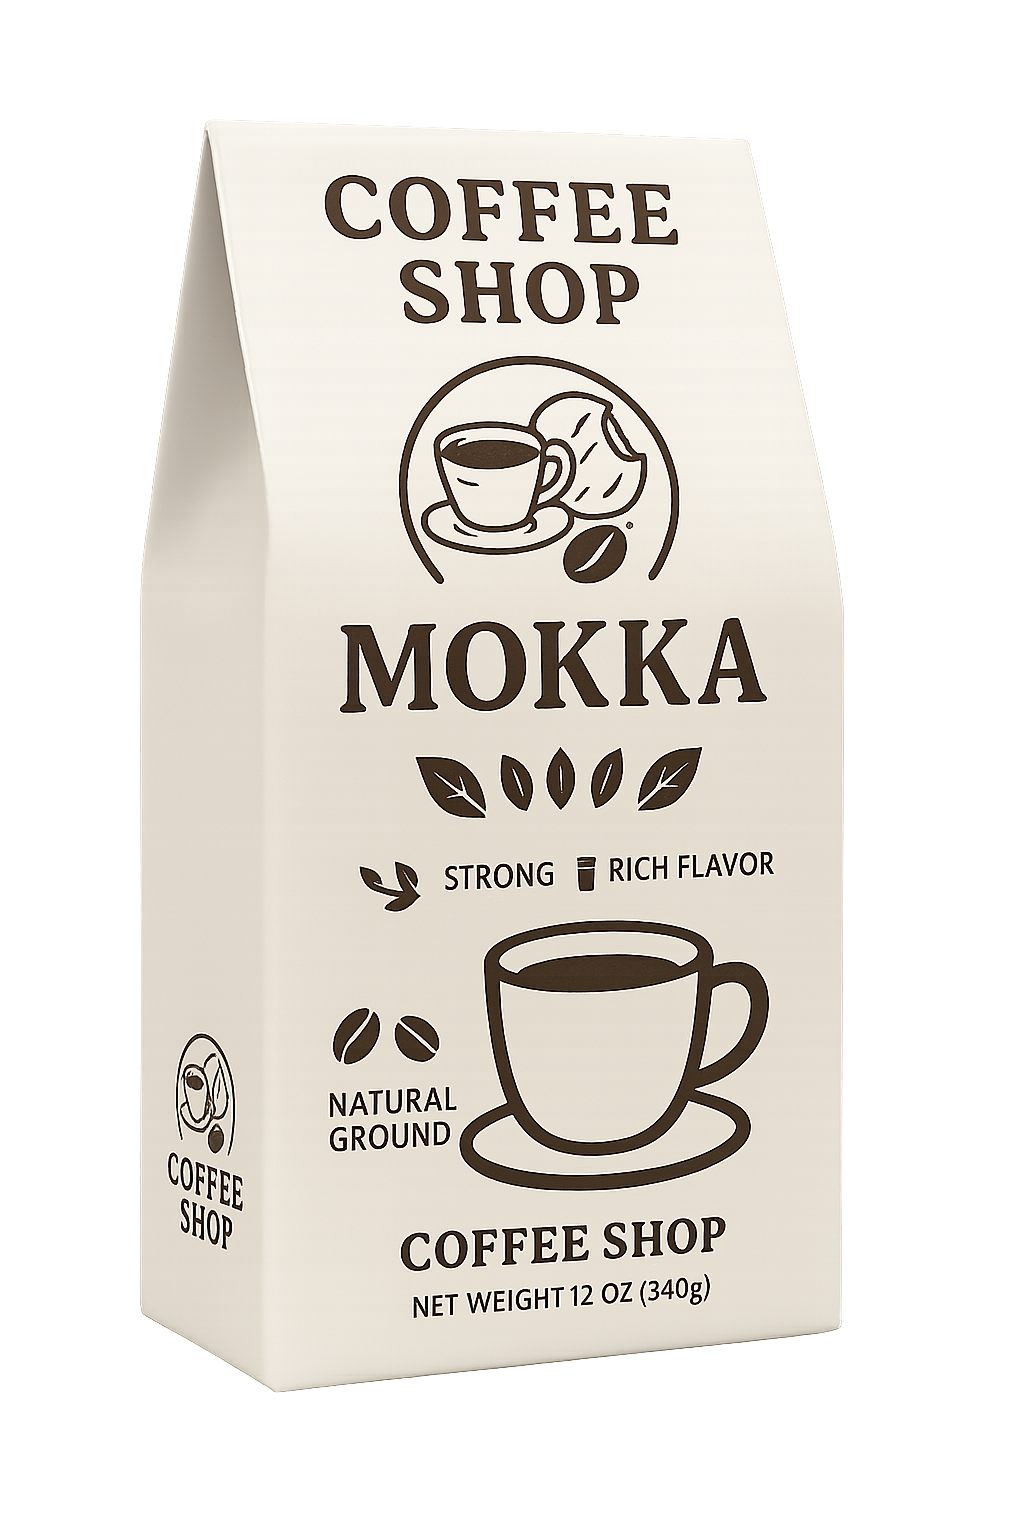 COFFEE
SHOP
MOKKA
STRONG RICH FLAVOR
NATURAL
GROUND
COFFEE SHOP
NET WEIGHT 12 OZ (340g)
COFFEE
SHOP